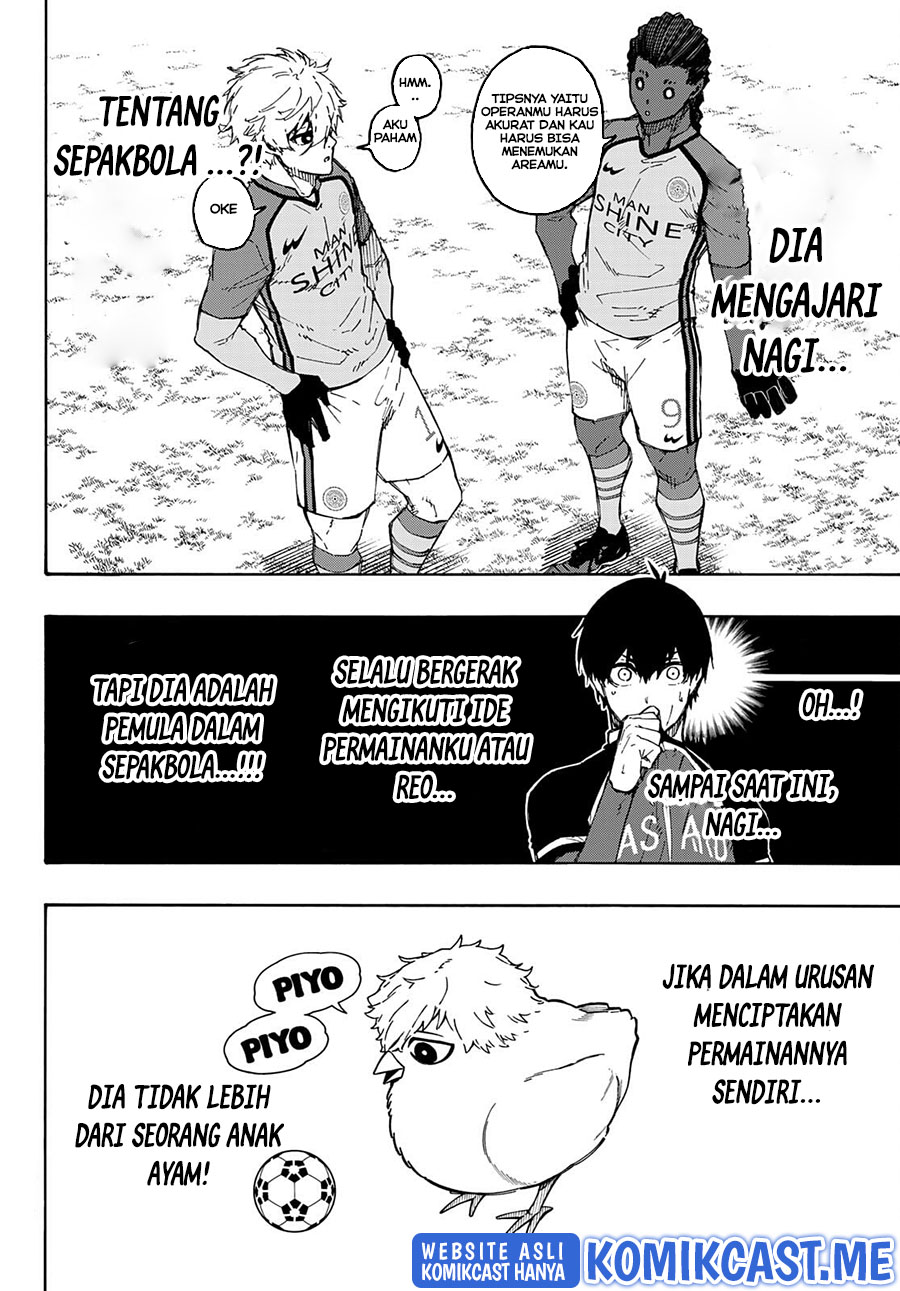 DIA
MENGAJARI
NAGI...
TIPSNYA YAITU
OPERANMU HARUS
AKURAT DAN KAU
HARUS BISA
MENEMUKAN
AREAMU.
HMM.
..
AKU
PAHAM
TENTANG
SEPAKBOLA ...?!
OKE
MAN
SHINE
CITY
9
MAN
SHINE
CITY
1
OH...!
SAMPAI SAAT INI,
NAGI...
SELALU BERGERAK
MENGIKUTI IDE
PERMAINANKU ATAU
REO...
TAPI DIA ADALAH
PEMULA DALAM
SEPAKBOLA...!!!
JIKA DALAM URUSAN
MENCIPTAKAN
PERMAINANNYA
SENDIRI...
PIYO
PIYO
DIA TIDAK LEBIH
DARI SEORANG ANAK
AYAM!
WEBSITE ASLI
KOMIKCAST HANYA
KOMIKCAST.ME